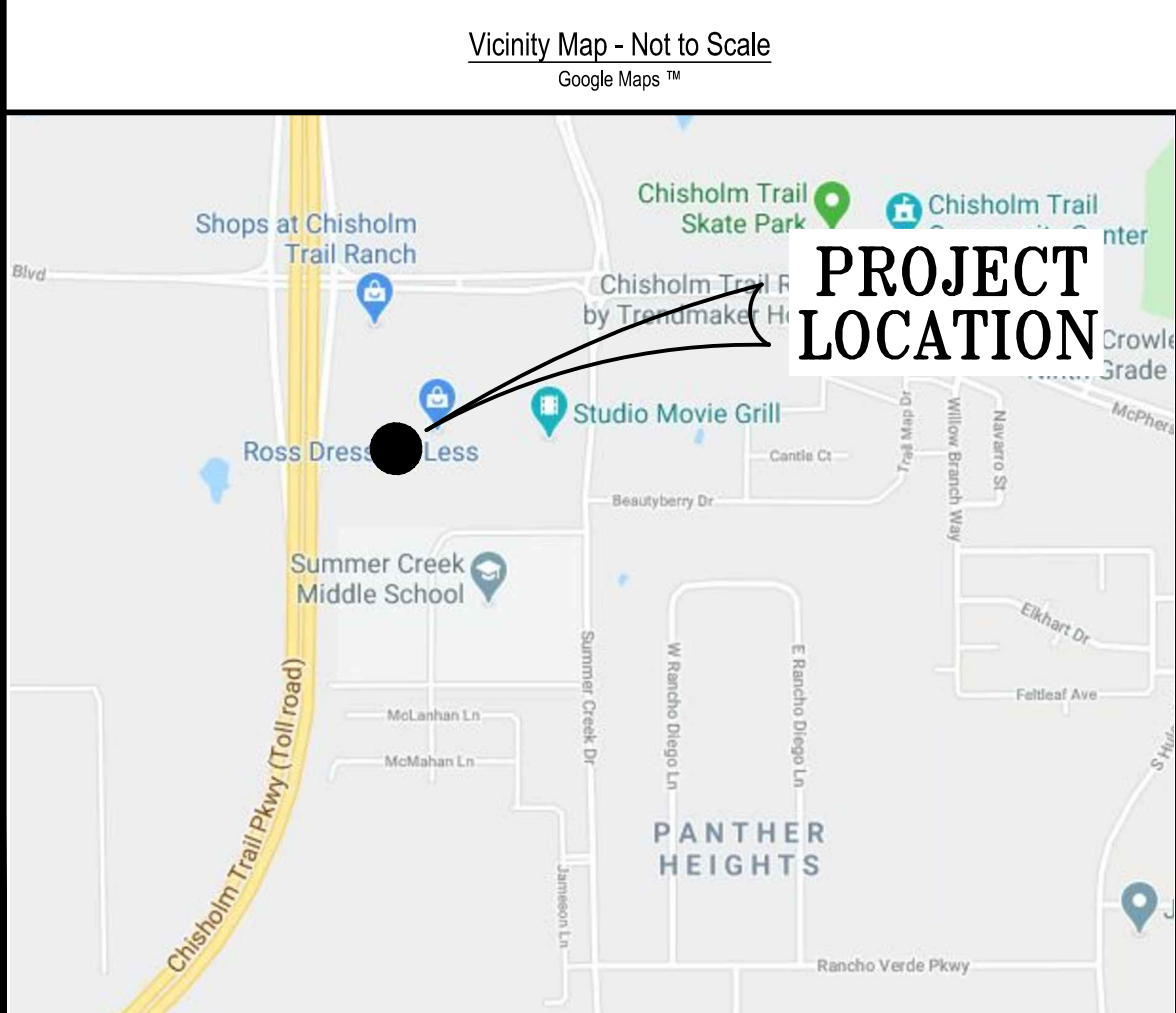 Vicinity Map - Not to Scale
Google Maps ™
Chisholm Trail
Skate Park
Chisholm Trail
Shops at Chisholm
Trail Ranch
Blvd
Chisholm Trail R
by Trendmaker H
PROJECT
LOCATION
Crowle
Grade
McPhers
Studio Movie Grill
Ross Dress Less
Cantle Ct
Trail Map Dr
Willow Branch Way
Navarro St
Beautyberry Dr
Summer Creek
Middle School
Elkhart Dr
Feltleaf Ave
Summer Creek Dr
W Rancho Diego Ln
E Rancho Diego Ln
McLanhan Ln
McMahan Ln
Chisholm Trail Pkwy (Toll road)
PANTHER
HEIGHTS
Jameson Ln
Rancho Verde Pkwy